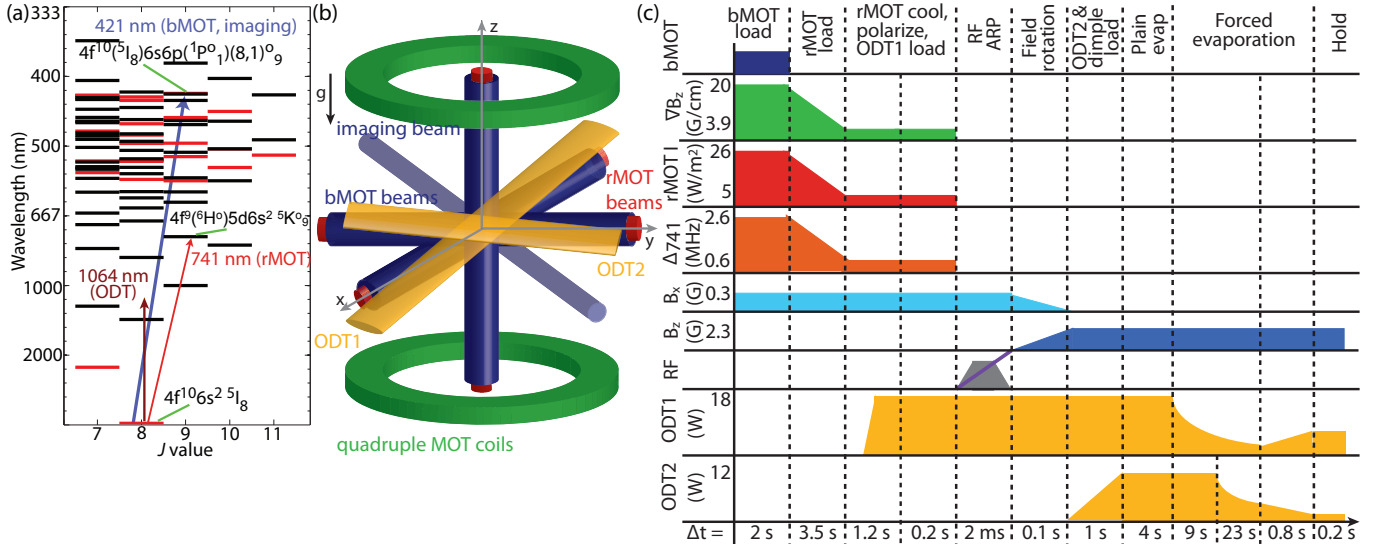 (a)
333
400
500
667
1000
2000
Wavelength (nm)
421 nm (bMOT, imaging)
4f¹⁰(⁵I₈)6s6p(¹Pᵒ₁)(8,1)ᵒ₉
4f⁹(⁶Hᵒ)5d6s² ⁵Kᵒ₉
741 nm (rMOT)
1064 nm
(ODT)
4f¹⁰6s² ⁵I₈
7 8 9 10 11
J value
(b)
z
g
imaging beam
bMOT beams
rMOT
beams
y
ODT2
x
ODT1
quadruple MOT coils
(c)
bMOT
load
rMOT
load
rMOT cool,
polarize,
ODT1 load
RF
ARP
Field
rotation
ODT2 &
dimple
load
Plain
evap
Forced
evaporation
Hold
bMOT
∇Bz
(G/cm)
20
3.9
rMOT I
(W/m²)
26
5
Δ741
(MHz)
2.6
0.6
Bₓ
(G)
0.3
Bz
(G)
2.3
RF
ODT1
(W)
18
ODT2
(W)
12
Δt = 2 s 3.5 s 1.2 s 0.2 s 2 ms 0.1 s 1 s 4 s 9 s 23 s 0.8 s 0.2 s